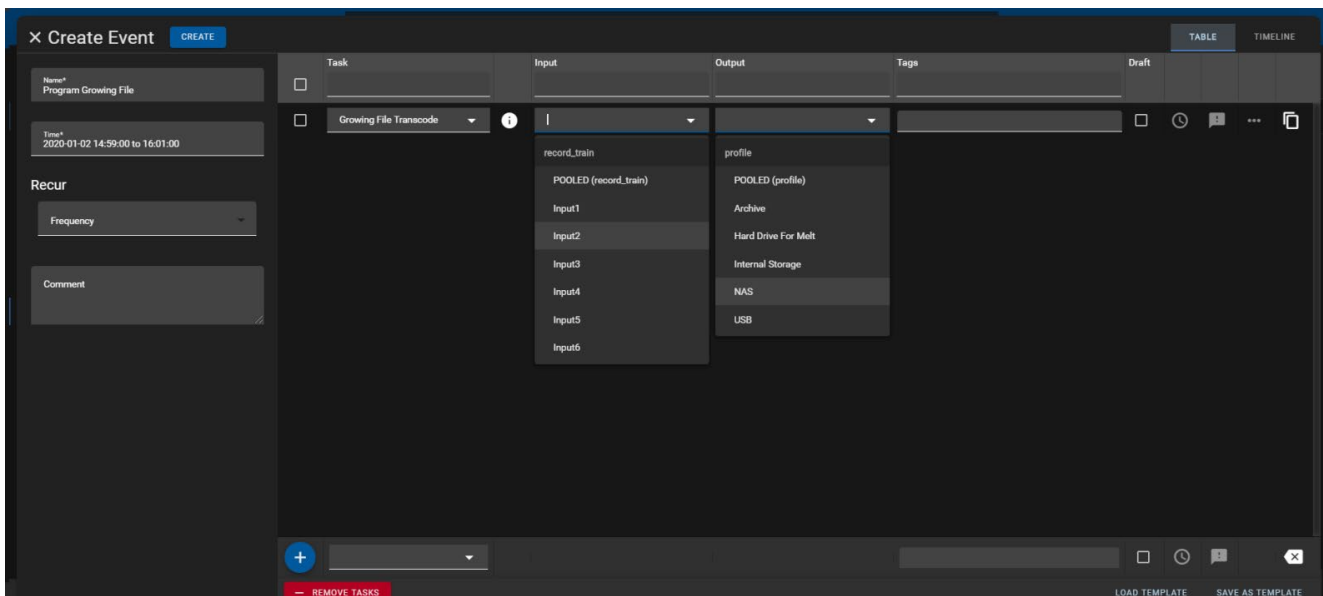 Create Event CREATE TABLE TIMELINE
Name*
Program Growing File
Time*
2020-01-02 14:59:00 to 16:01:00
Recur
Frequency
Comment
Task Input Output Tags Draft
Growing File Transcode
record_train
POOLED (record_train)
Input1
Input2
Input3
Input4
Input5
Input6
profile
POOLED (profile)
Archive
Hard Drive For Melt
Internal Storage
NAS
USB
REMOVE TASKS LOAD TEMPLATE SAVE AS TEMPLATE